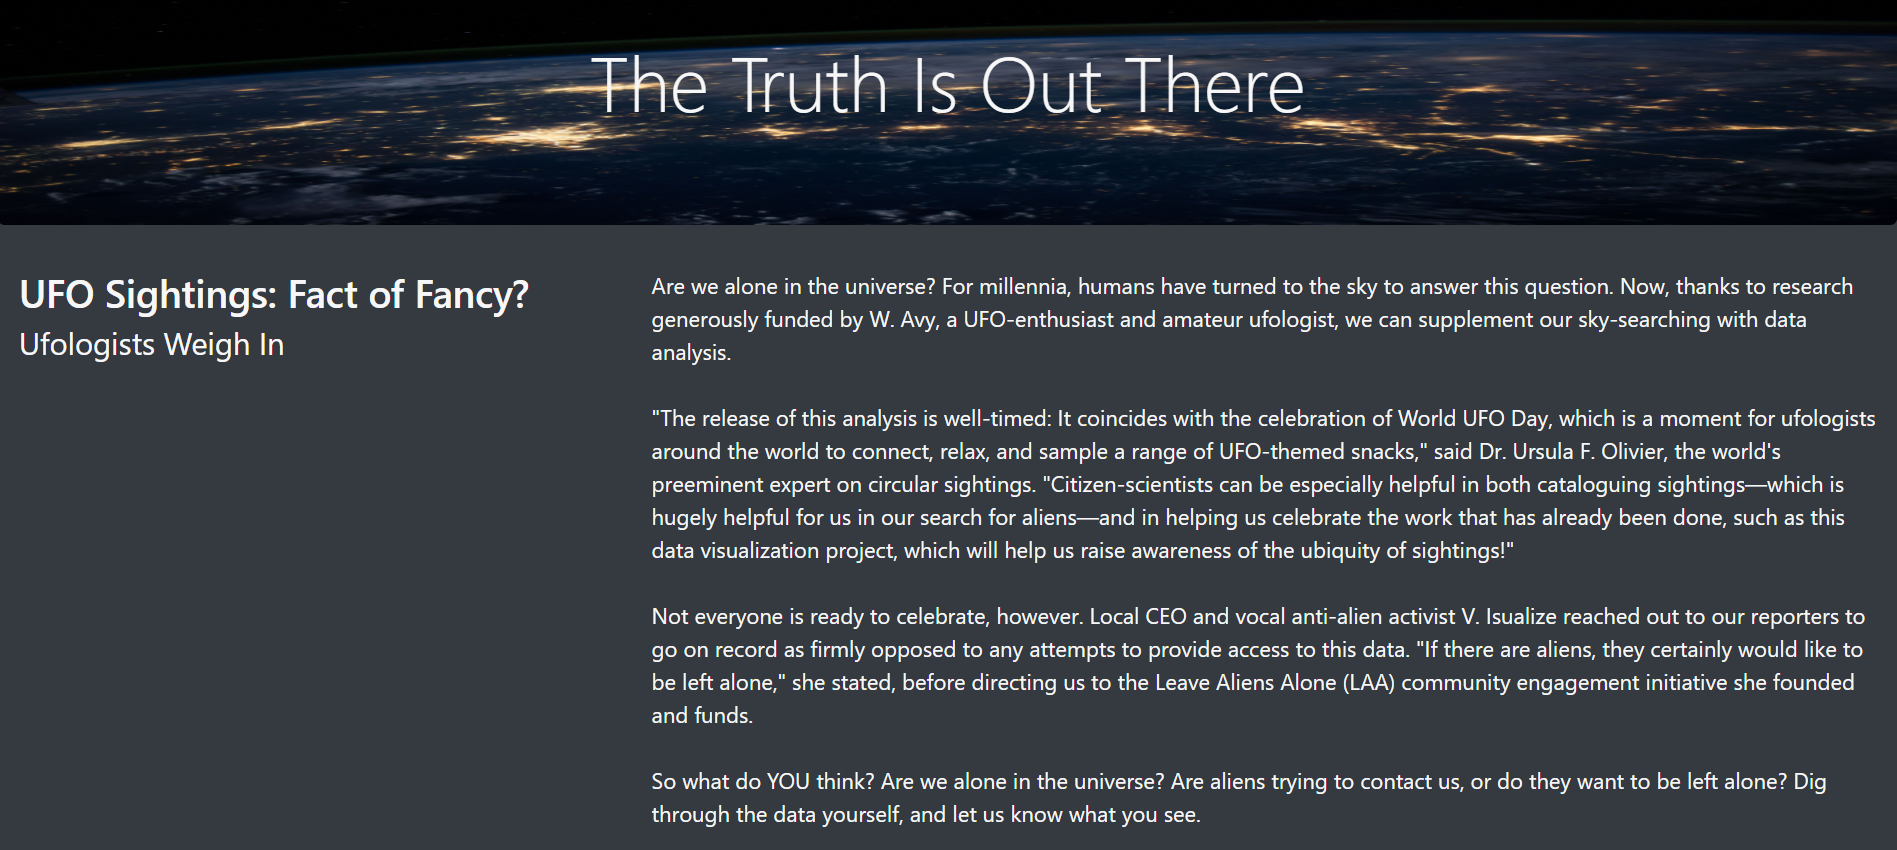 The Truth Is Out There
UFO Sightings: Fact of Fancy?
Ufologists Weigh In
Are we alone in the universe? For millennia, humans have turned to the sky to answer this question. Now, thanks to research
generously funded by W. Avy, a UFO-enthusiast and amateur ufologist, we can supplement our sky-searching with data
analysis.
"The release of this analysis is well-timed: It coincides with the celebration of World UFO Day, which is a moment for ufologists
around the world to connect, relax, and sample a range of UFO-themed snacks," said Dr. Ursula F. Olivier, the world's
preeminent expert on circular sightings. "Citizen-scientists can be especially helpful in both cataloguing sightings—which is
hugely helpful for us in our search for aliens—and in helping us celebrate the work that has already been done, such as this
data visualization project, which will help us raise awareness of the ubiquity of sightings!"
Not everyone is ready to celebrate, however. Local CEO and vocal anti-alien activist V. Isualize reached out to our reporters to
go on record as firmly opposed to any attempts to provide access to this data. "If there are aliens, they certainly would like to
be left alone," she stated, before directing us to the Leave Aliens Alone (LAA) community engagement initiative she founded
and funds.
So what do YOU think? Are we alone in the universe? Are aliens trying to contact us, or do they want to be left alone? Dig
through the data yourself, and let us know what you see.